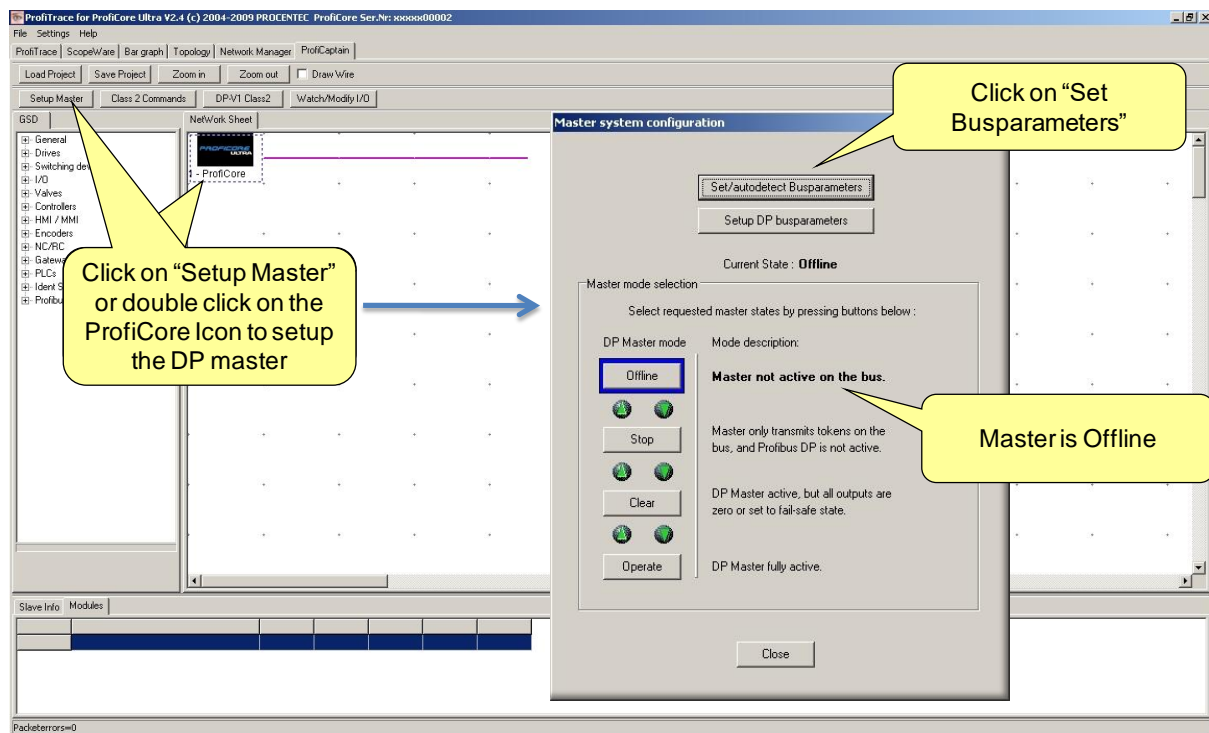 ProfiTrace for ProfiCore Ultra V2.4 (c) 2004-2009 PROCENTEC ProfiCore Ser.Nr: xxxxx00002
File Settings Help
ProfiTrace ScopeWare Bar graph Topology Network Manager ProfiCaptain
Load Project Save Project Zoom in Zoom out Draw Wire
Setup Master Class 2 Commands DP-V1 Class2 Watch/Modify I/O
GSD
General
Drives
Switching dev
I/O
Valves
Controllers
HMI / MMI
Encoders
NC/RC
Gatewa
PLCs
Ident S
Profibu
NetWork Sheet
PROFICORE
ULTRA
1 - ProfiCore
Click on "Setup Master"
or double click on the
ProfiCore Icon to setup
the DP master
Master system configuration
Click on "Set
Busparameters"
Set/autodetect Busparameters
Setup DP busparameters
Current State : Offline
Master mode selection
Select requested master states by pressing buttons below :
DP Master mode Mode description:
Offline Master not active on the bus.
Stop Master only transmits tokens on the
bus, and Profibus DP is not active.
Clear DP Master active, but all outputs are
zero or set to fail-safe state.
Operate DP Master fully active.
Close
Master is Offline
Slave Info Modules
Packeterrors=0